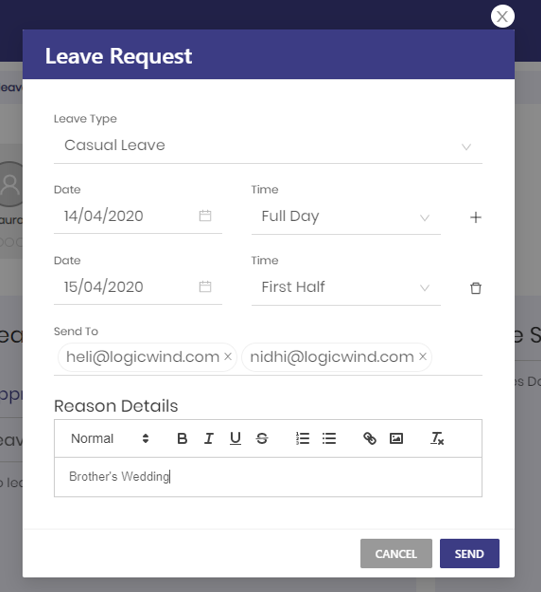 Leave Request
Leave Type
Casual Leave
Date Time
14/04/2020 Full Day
Date Time
15/04/2020 First Half
Send To
heli@logicwind.com × nidhi@logicwind.com ×
Reason Details
Normal B I U S
Brother's Wedding
CANCEL SEND